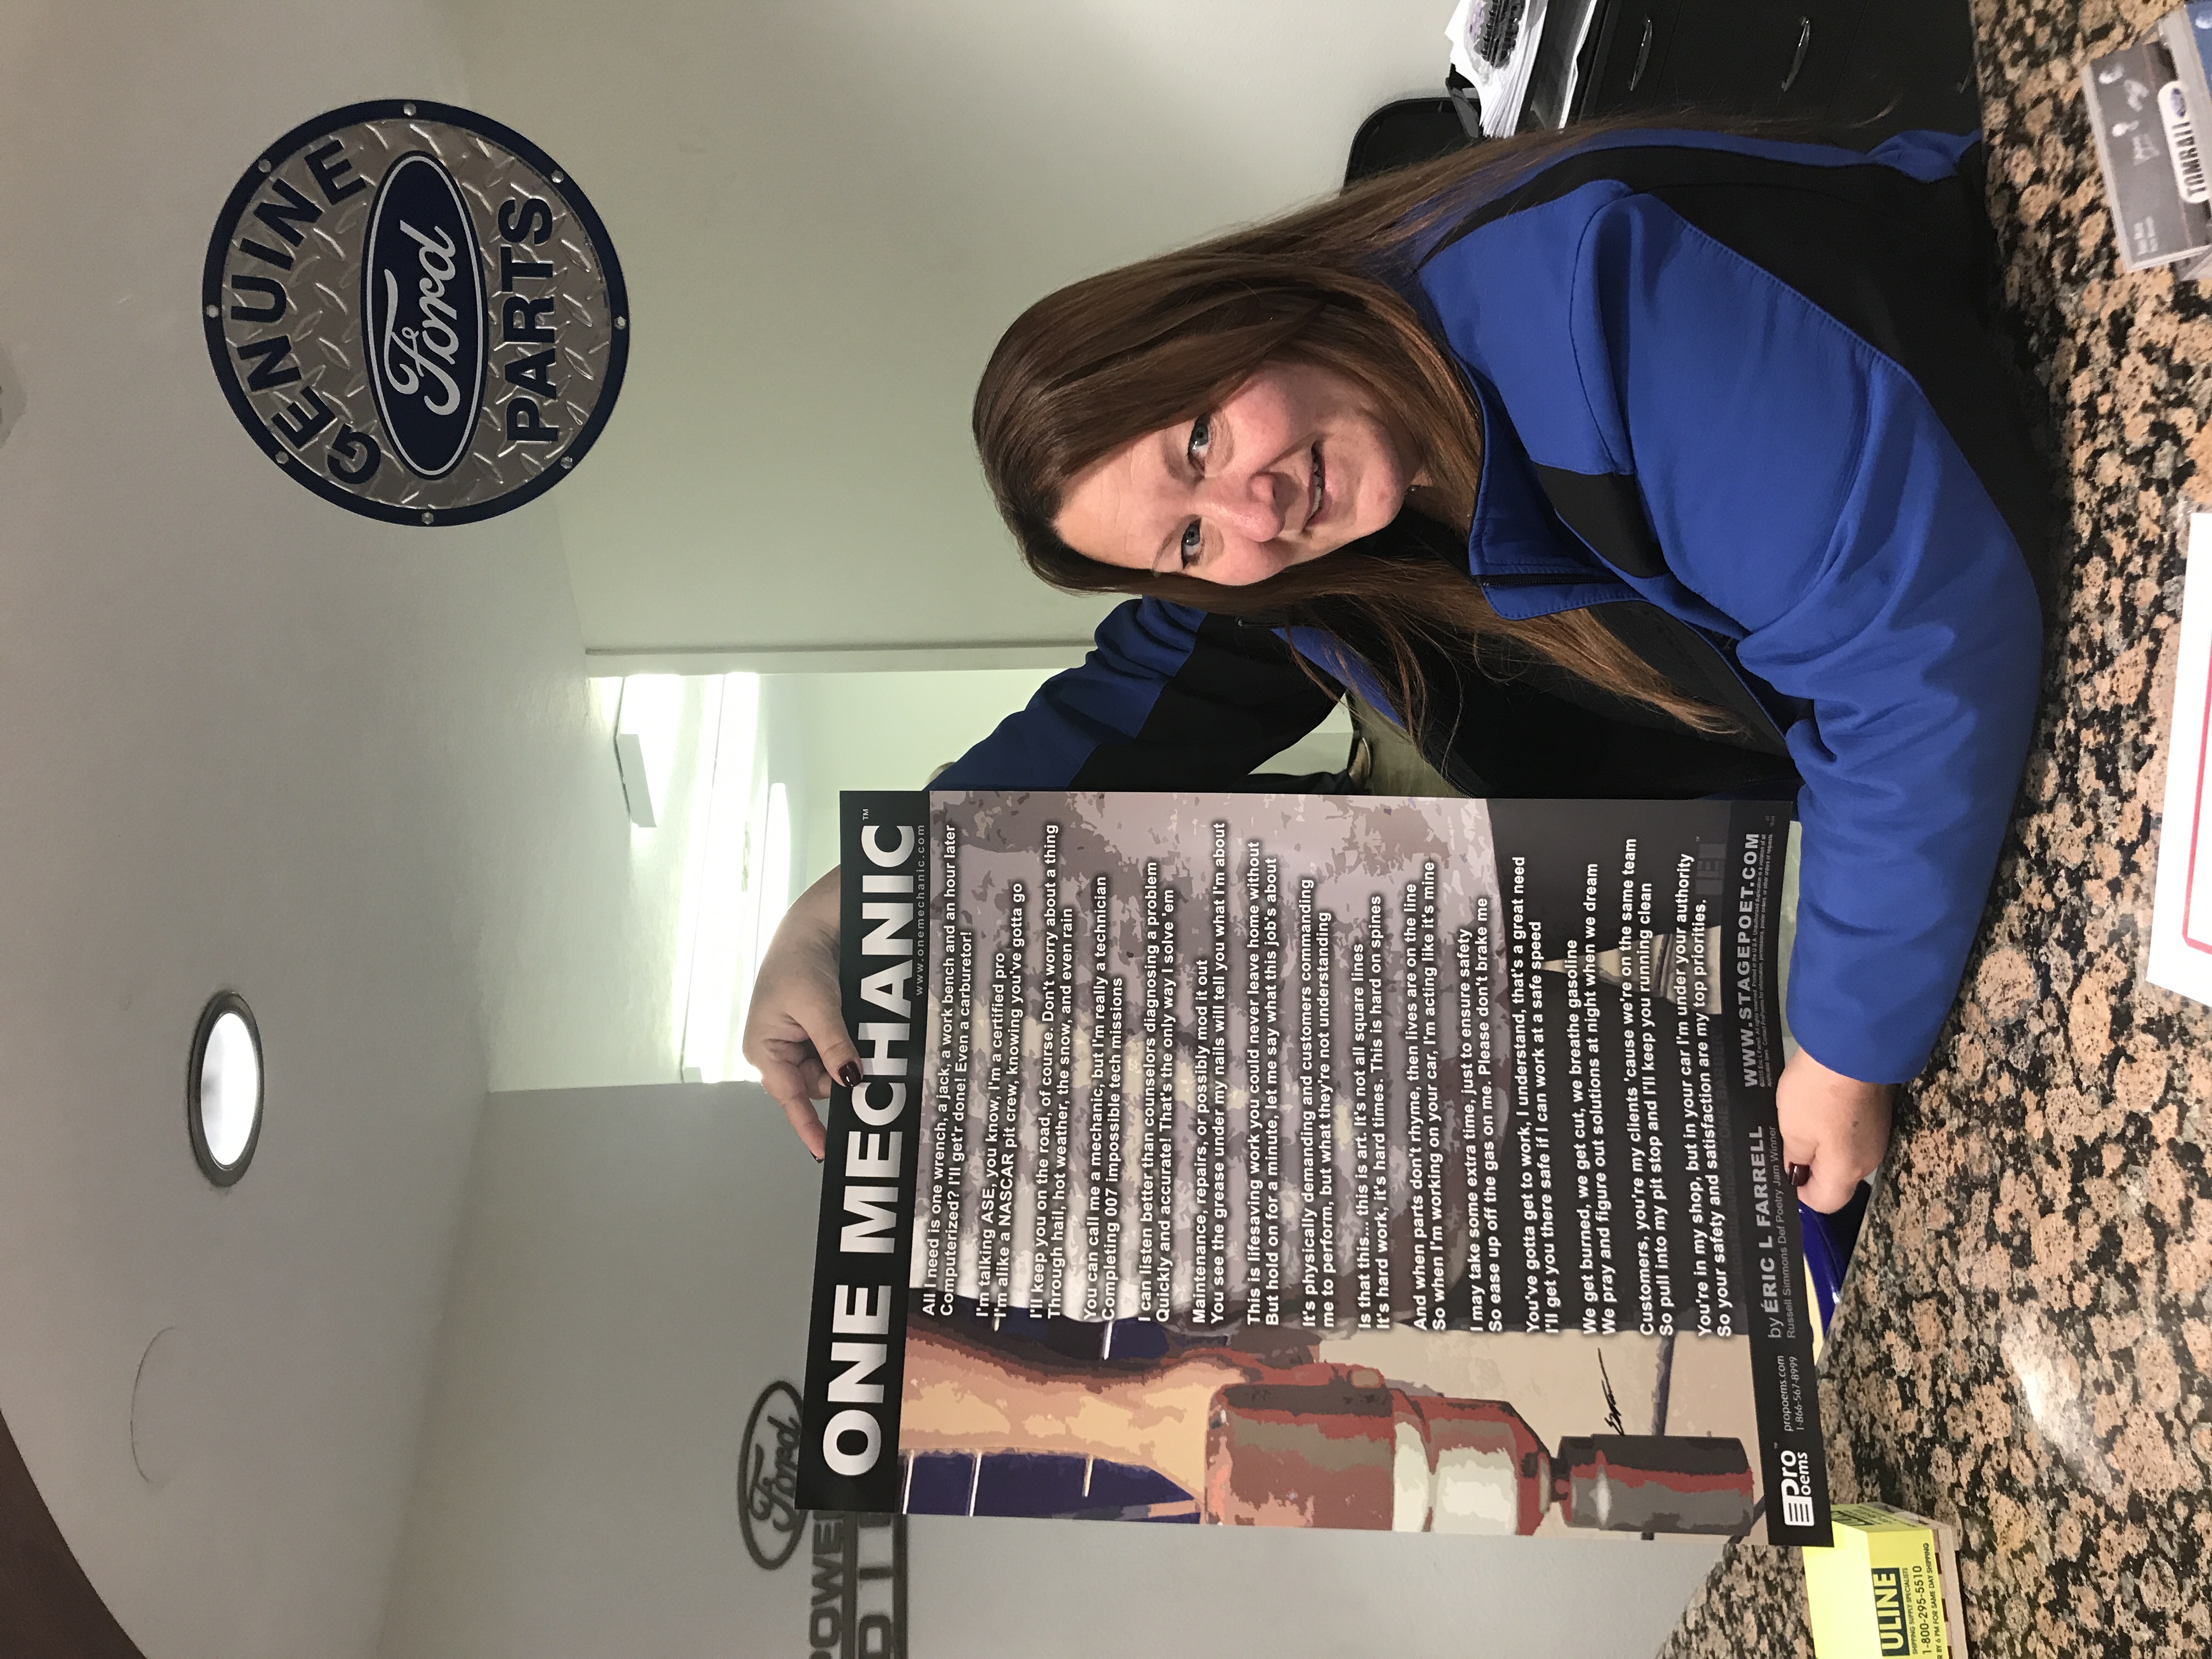 GENUINE
Ford
PARTS
Ford
POWER
ONE MECHANIC™
www.onemechanic.com
All I need is one wrench, a jack, a work bench and an hour later
Computerized? I'll get'r done! Even a carburetor!
I'm talking ASE, you know, I'm a certified pro
I'm alike a NASCAR pit crew, knowing you've gotta go
I'll keep you on the road, of course. Don't worry about a thing
Through hail, hot weather, the snow, and even rain
You can call me a mechanic, but I'm really a technician
Completing 007 impossible tech missions
I can listen better than counselors diagnosing a problem
Quickly and accurate! That's the only way I solve 'em
Maintenance, repairs, or possibly mod it out
You see the grease under my nails will tell you what I'm about
This is lifesaving work you could never leave home without
But hold on for a minute, let me say what this job's about
It's physically demanding and customers commanding
me to perform, but what they're not understanding
Is that this... this is art. It's not all square lines
It's hard work, it's hard times. This is hard on spines
And when parts don't rhyme, then lives are on the line
So when I'm working on your car, I'm acting like it's mine
I may take some extra time, just to ensure safety
So ease up off the gas on me. Please don't brake me
You've gotta get to work, I understand, that's a great need
I'll get you there safe if I can work at a safe speed
We get burned, we get cut, we breathe gasoline
We pray and figure out solutions at night when we dream
Customers, you're my clients 'cause we're on the same team
So pull into my pit stop and I'll keep you running clean
You're in my shop, but in your car I'm under your authority
So your safety and satisfaction are my top priorities.
Pro
oems
propoems.com
1-866-567-8999
by ÉRIC L FARRELL
Russell Simmons Def Poetry Jam Winner
WWW.STAGEPOET.COM
ULINE
SHIPPING SUPPLY SPECIALISTS
1-800-295-5510
BY 6 PM FOR SAME DAY SHIPPING
TOMBALL